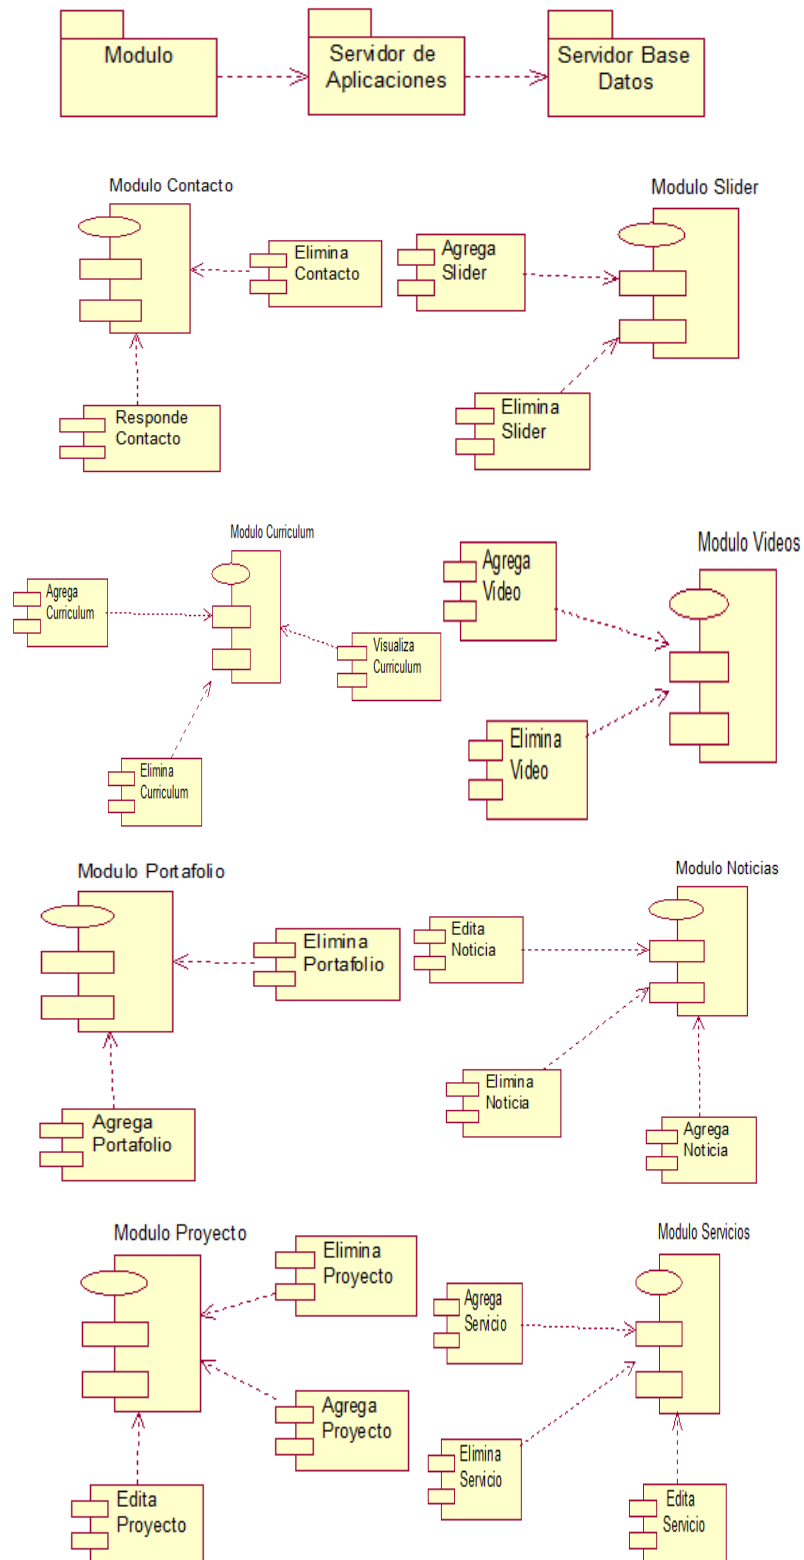 Modulo
Servidor de
Aplicaciones
Servidor Base
Datos
Modulo Contacto
Elimina
Contacto
Responde
Contacto
Modulo Slider
Agrega
Slider
Elimina
Slider
Modulo Curriculum
Agrega
Curriculum
Visualiza
Curriculum
Elimina
Curriculum
Modulo Videos
Agrega
Video
Elimina
Video
Modulo Portafolio
Elimina
Portafolio
Agrega
Portafolio
Modulo Noticias
Edita
Noticia
Elimina
Noticia
Agrega
Noticia
Modulo Proyecto
Elimina
Proyecto
Agrega
Proyecto
Edita
Proyecto
Modulo Servicios
Agrega
Servicio
Elimina
Servicio
Edita
Servicio